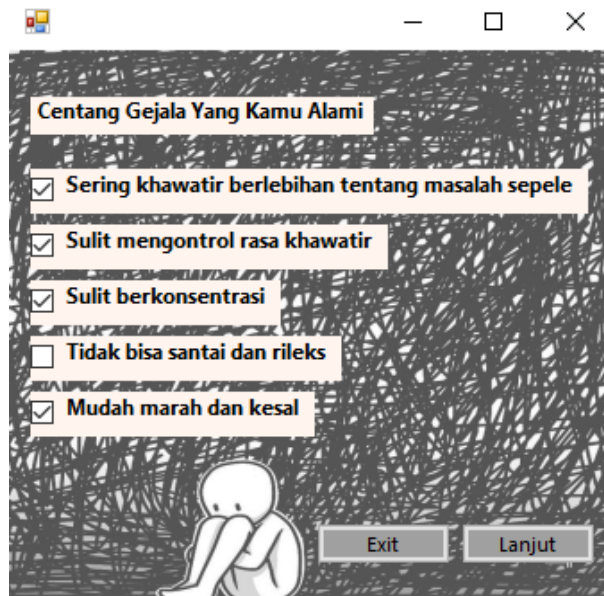 Centang Gejala Yang Kamu Alami
Sering khawatir berlebihan tentang masalah sepele
Sulit mengontrol rasa khawatir
Sulit berkonsentrasi
Tidak bisa santai dan rileks
Mudah marah dan kesal
Exit
Lanjut